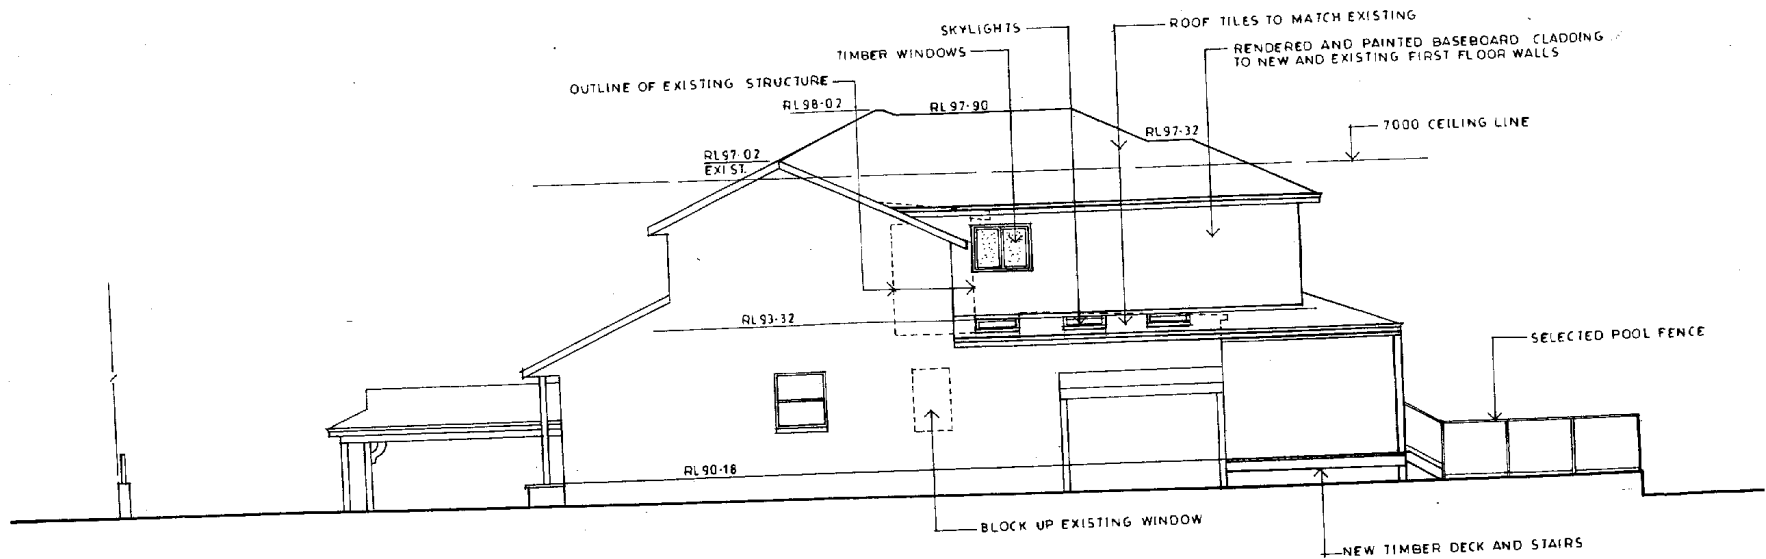 SKYLIGHTS
ROOF TILES TO MATCH EXISTING
TIMBER WINDOWS
RENDERED AND PAINTED BASEBOARD CLADDING
TO NEW AND EXISTING FIRST FLOOR WALLS
OUTLINE OF EXISTING STRUCTURE
RL98-02
RL97-90
RL97-32
7000 CEILING LINE
RL97-02
EXIST.
RL93-32
SELECTED POOL FENCE
RL90-18
BLOCK UP EXISTING WINDOW
NEW TIMBER DECK AND STAIRS